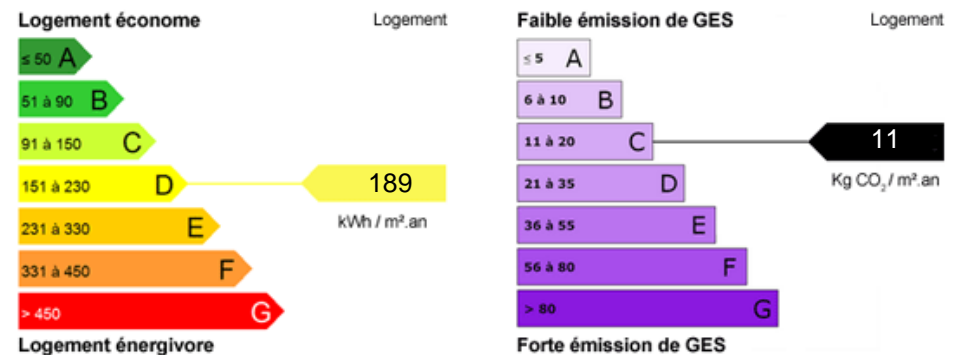 Logement économe Logement
≤ 50 A
51 à 90 B
91 à 150 C
151 à 230 D 189
kWh / m².an
231 à 330 E
331 à 450 F
> 450 G
Logement énergivore
Faible émission de GES Logement
≤ 5 A
6 à 10 B
11 à 20 C 11
Kg CO₂ / m².an
21 à 35 D
36 à 55 E
56 à 80 F
> 80 G
Forte émission de GES